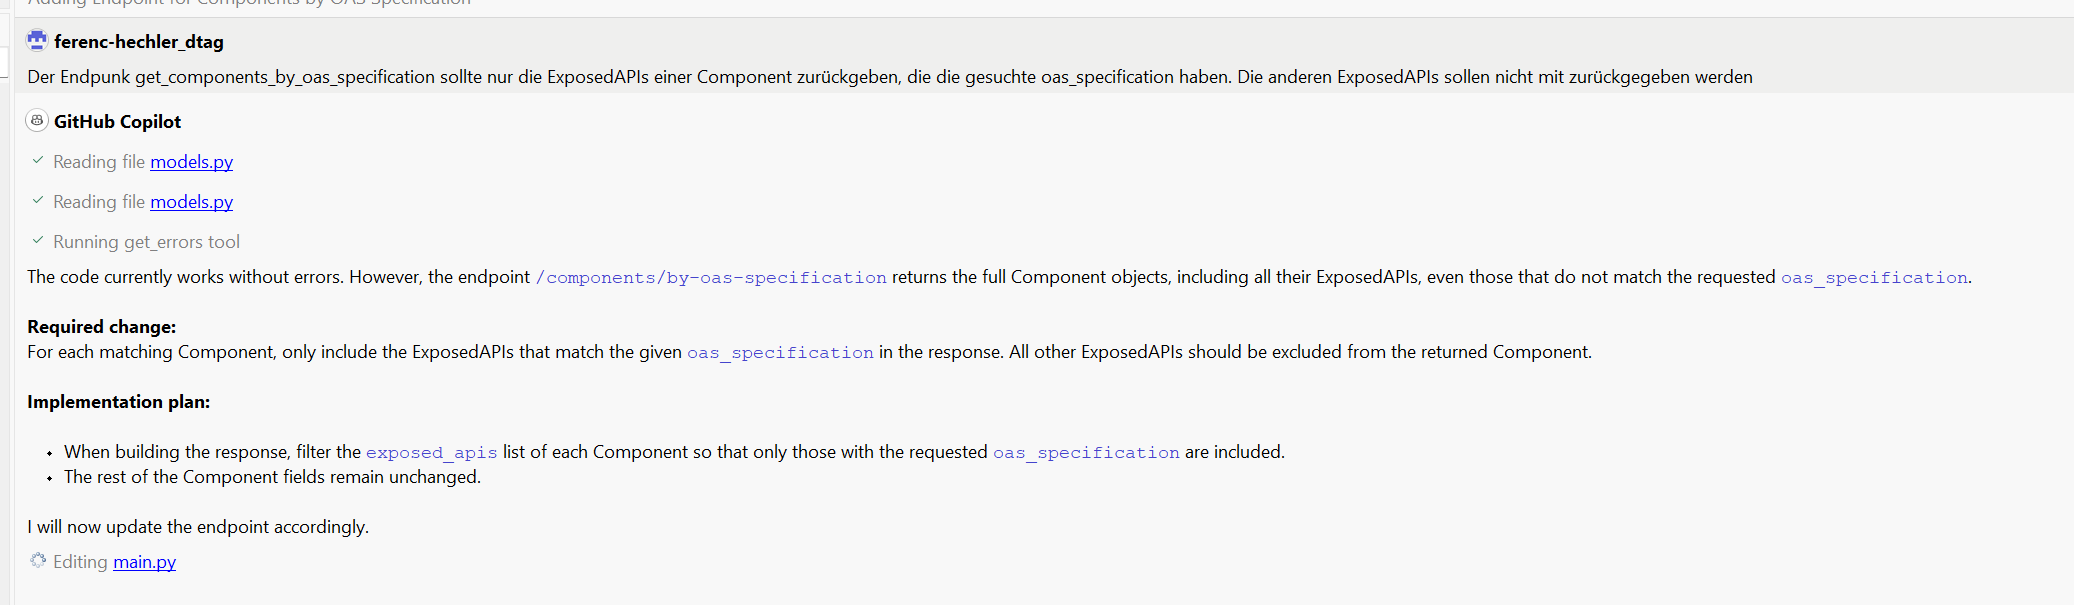 Adding Endpoint for Components by OAS Specification
ferenc-hechler_dtag
Der Endpunk get_components_by_oas_specification sollte nur die ExposedAPIs einer Component zurückgeben, die die gesuchte oas_specification haben. Die anderen ExposedAPIs sollen nicht mit zurückgegeben werden
GitHub Copilot
Reading file models.py
Reading file models.py
Running get_errors tool
The code currently works without errors. However, the endpoint /components/by-oas-specification returns the full Component objects, including all their ExposedAPIs, even those that do not match the requested oas_specification.
Required change:
For each matching Component, only include the ExposedAPIs that match the given oas_specification in the response. All other ExposedAPIs should be excluded from the returned Component.
Implementation plan:
• When building the response, filter the exposed_apis list of each Component so that only those with the requested oas_specification are included.
• The rest of the Component fields remain unchanged.
I will now update the endpoint accordingly.
Editing main.py